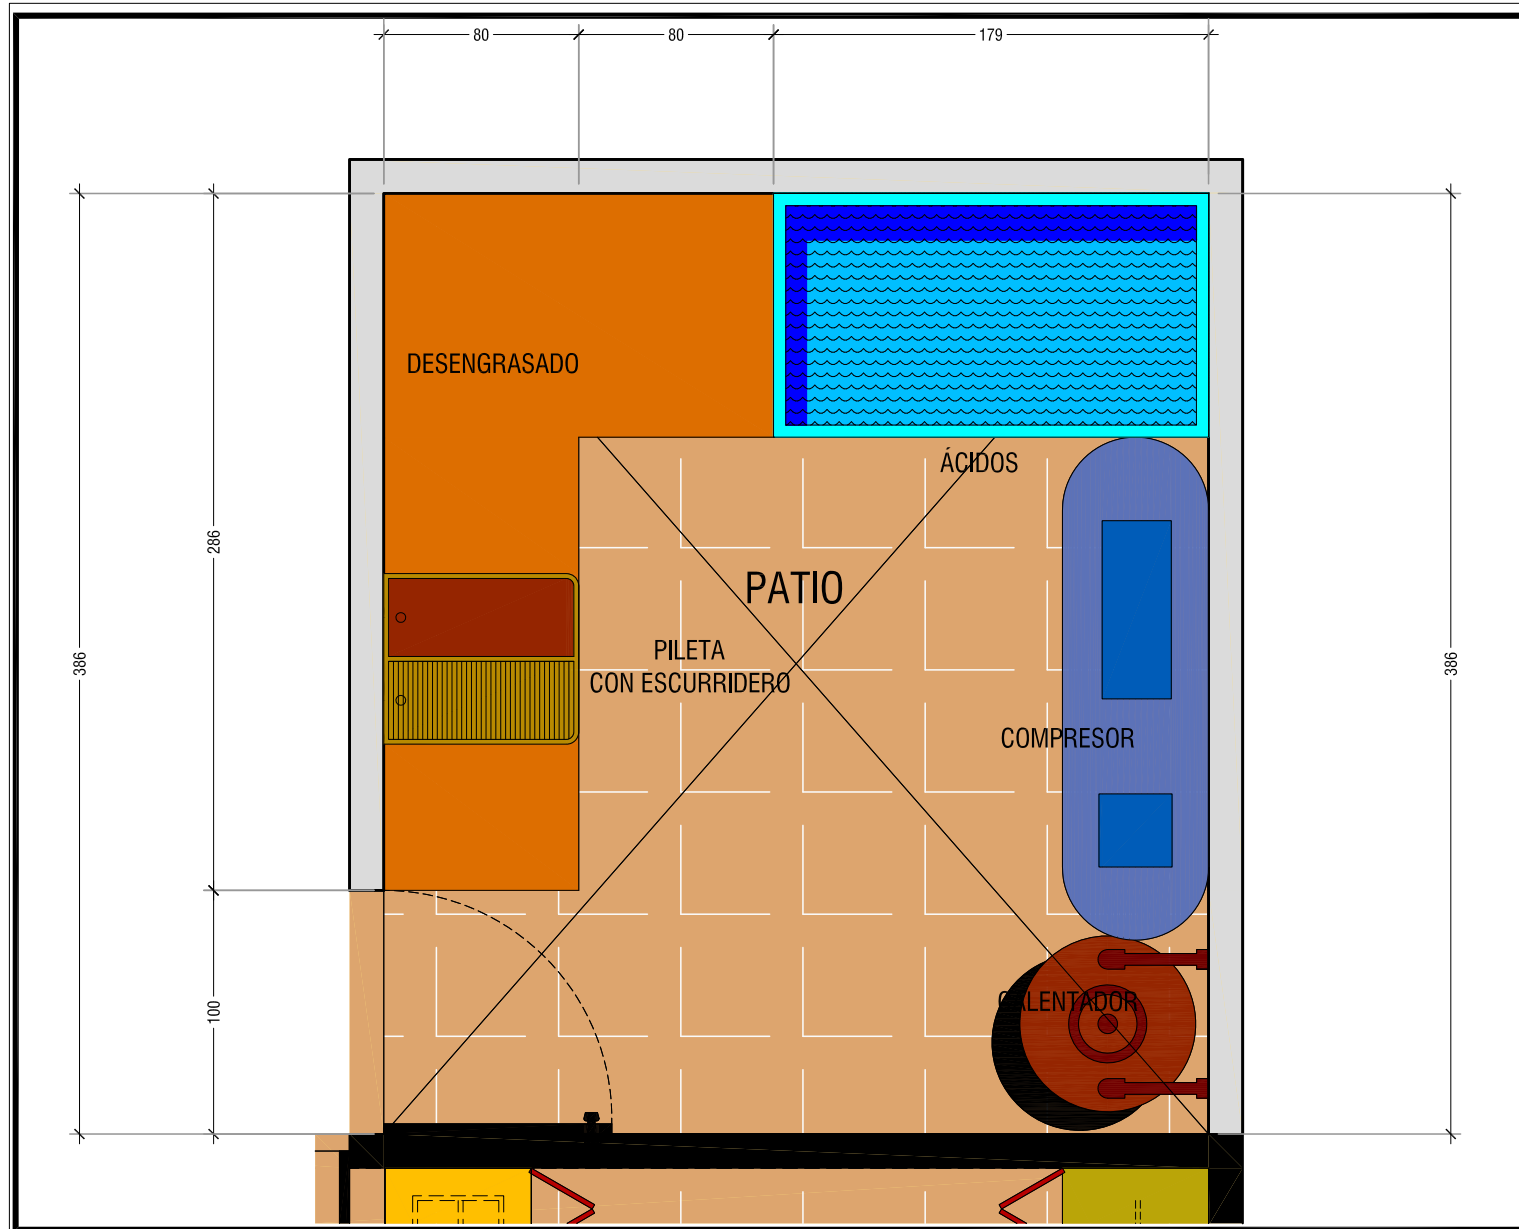 80
80
179
DESENGRASADO
ÁCIDOS
286
PATIO
PILETA
CON ESCURRIDERO
386
386
COMPRESOR
CALENTADOR
100